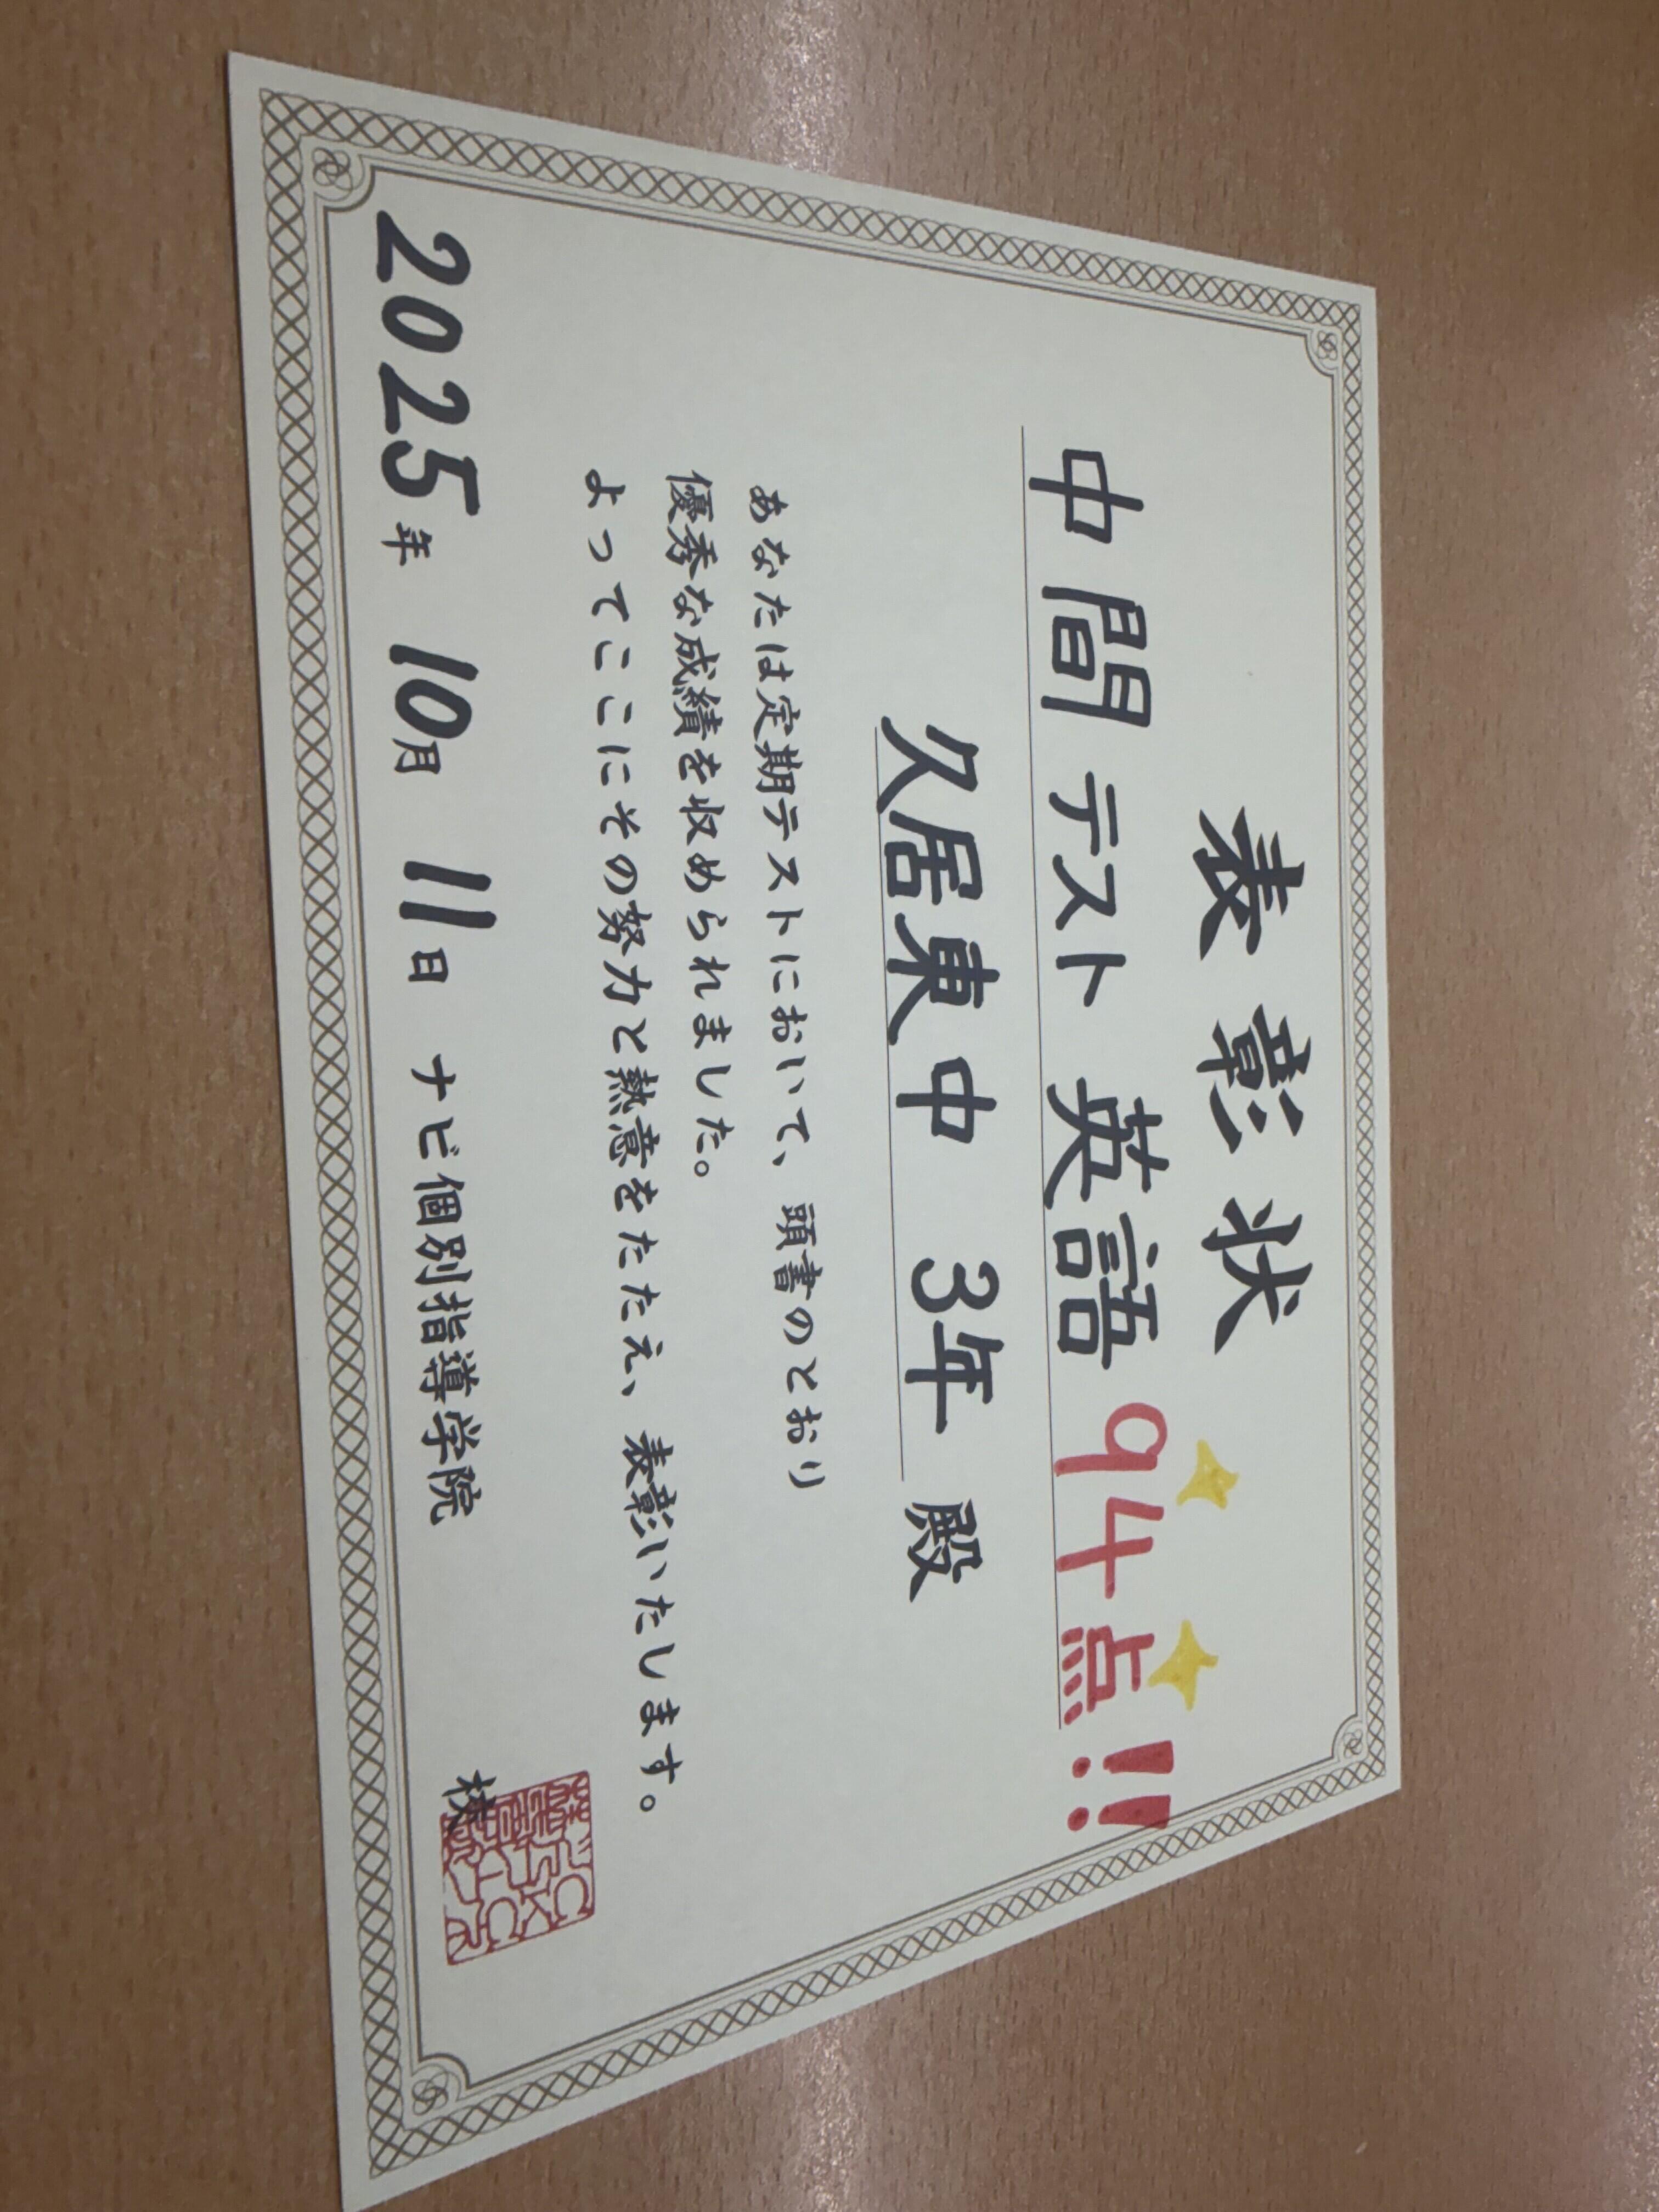 表彰状
中間テスト 英語 94点!!
久居東中 3年 殿
あなたは定期テストにおいて、頭書のとおり
優秀な成績を収められました。
よってここにその努力と熱意をたたえ、表彰いたします。
2025年 10月 11日 ナビ個別指導学院